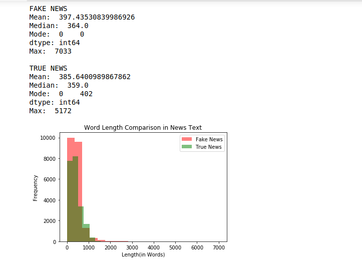 FAKE NEWS
Mean:  397.43530839986926
Median:  364.0
Mode:  0    0
dtype: int64
Max:  7033
TRUE NEWS
Mean:  385.6400989867862
Median:  359.0
Mode:  0    402
dtype: int64
Max:  5172
Word Length Comparison in News Text
Fake News
True News
10000
8000
6000
4000
2000
0
Frequency
0 1000 2000 3000 4000 5000 6000 7000
Length(in Words)